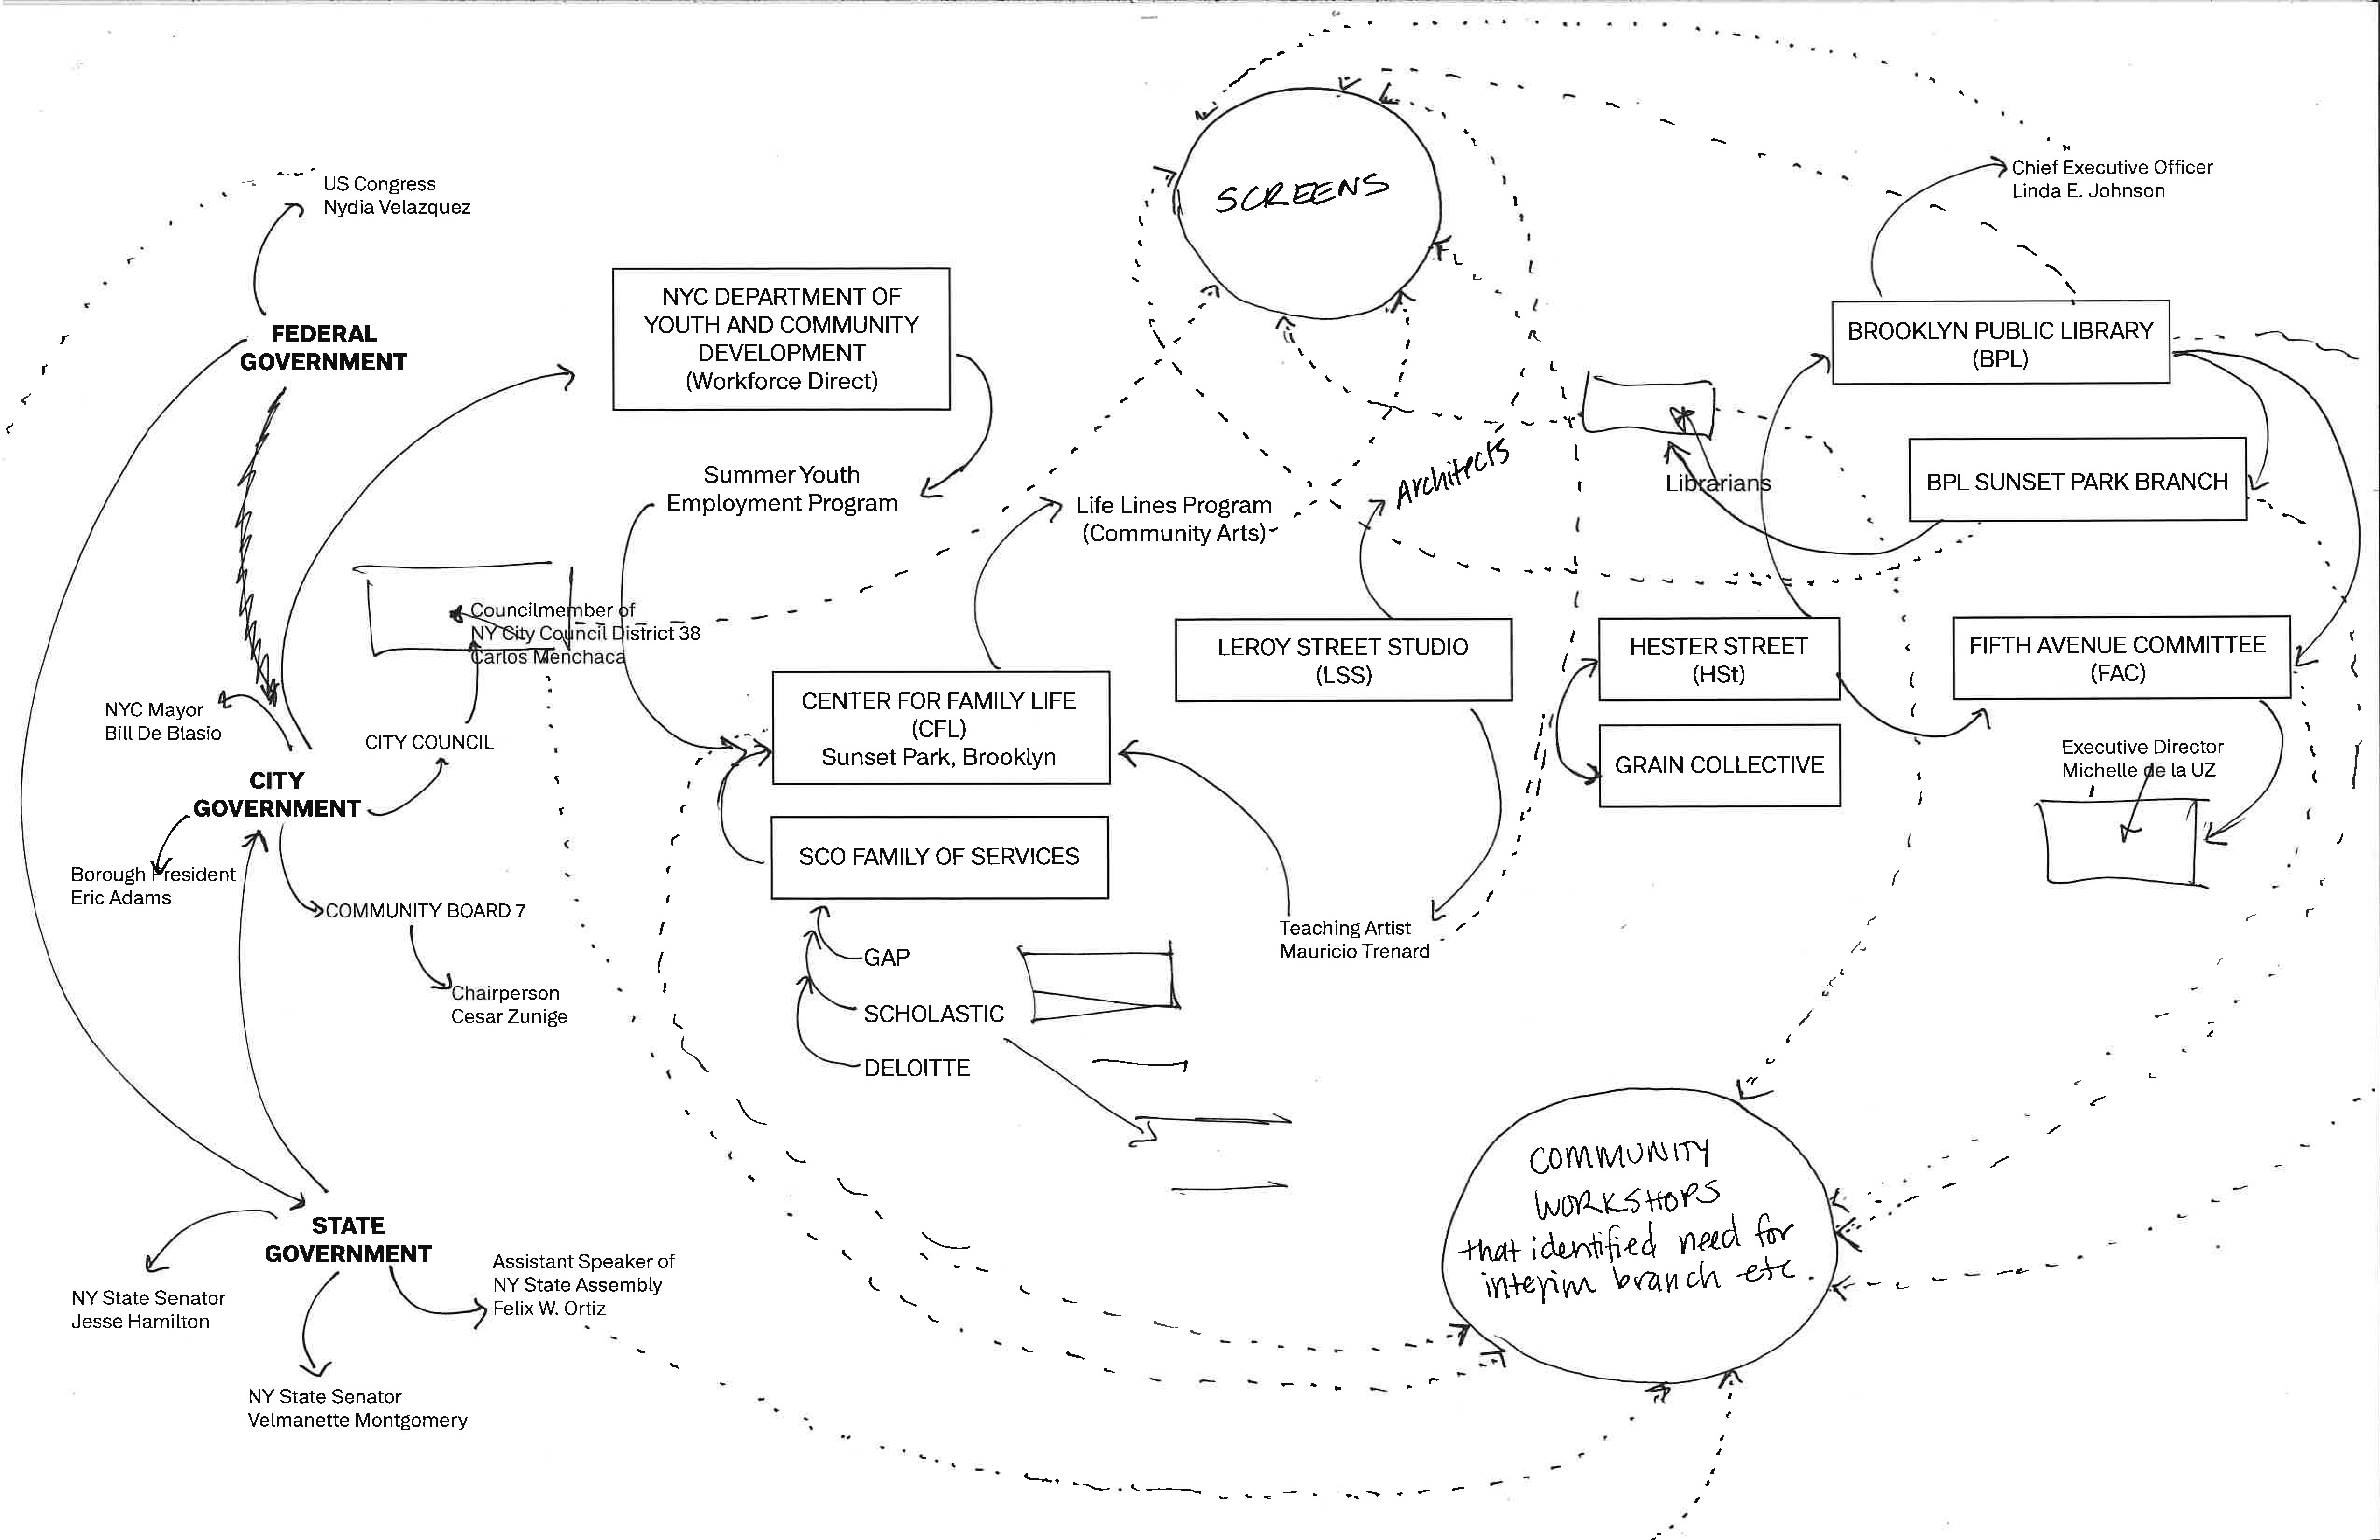 SCREENS
Chief Executive Officer
Linda E. Johnson
US Congress
Nydia Velazquez
FEDERAL
GOVERNMENT
NYC DEPARTMENT OF
YOUTH AND COMMUNITY
DEVELOPMENT
(Workforce Direct)
BROOKLYN PUBLIC LIBRARY
(BPL)
Summer Youth
Employment Program
Life Lines Program
(Community Arts)
Architects
Librarians
BPL SUNSET PARK BRANCH
Councilmember of
NY City Council District 38
Carlos Menchaca
CENTER FOR FAMILY LIFE
(CFL)
Sunset Park, Brooklyn
LEROY STREET STUDIO
(LSS)
HESTER STREET
(HSt)
FIFTH AVENUE COMMITTEE
(FAC)
NYC Mayor
Bill De Blasio
CITY COUNCIL
GRAIN COLLECTIVE
Executive Director
Michelle de la UZ
CITY
GOVERNMENT
SCO FAMILY OF SERVICES
Borough President
Eric Adams
COMMUNITY BOARD 7
Teaching Artist
Mauricio Trenard
GAP
Chairperson
Cesar Zunige
SCHOLASTIC
DELOITTE
COMMUNITY
WORKSHOPS
that identified need for
interim branch etc.
STATE
GOVERNMENT
Assistant Speaker of
NY State Assembly
Felix W. Ortiz
NY State Senator
Jesse Hamilton
NY State Senator
Velmanette Montgomery